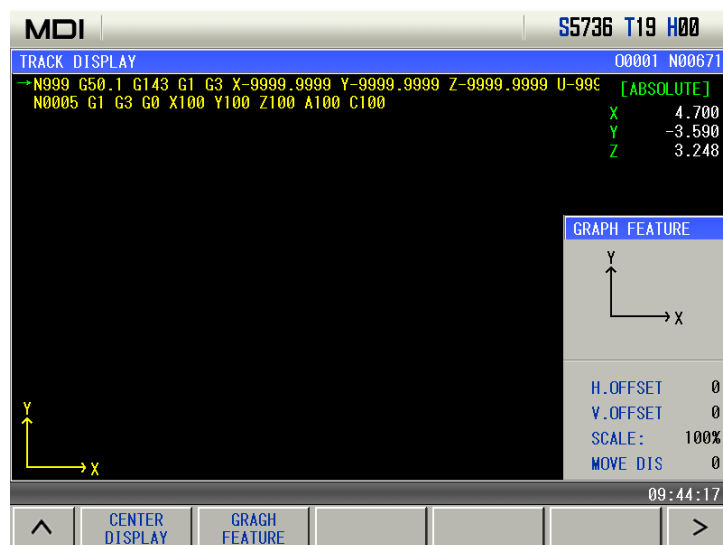 MDI S5736 T19 H00
TRACK DISPLAY O0001 N00671
→N999 G50.1 G143 G1 G3 X-9999.9999 Y-9999.9999 Z-9999.9999 U-999
N0005 G1 G3 G0 X100 Y100 Z100 A100 C100
[ABSOLUTE]
X 4.700
Y -3.590
Z 3.248
GRAPH FEATURE
Y
X
H.OFFSET 0
V.OFFSET 0
SCALE: 100%
MOVE DIS 0
Y
X
09:44:17
^ CENTER DISPLAY GRAGH FEATURE >